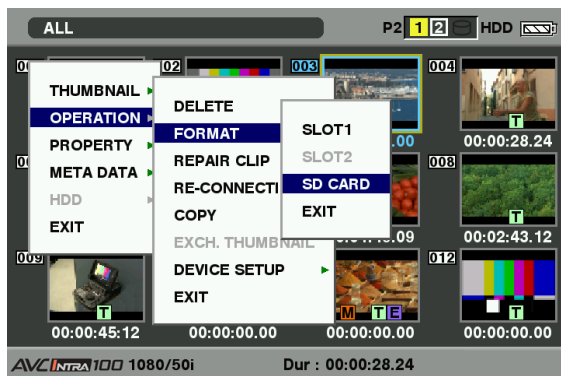 ALL P2 1 2 HDD
00 02 003 004
THUMBNAIL
OPERATION
PROPERTY
META DATA
HDD
EXIT
DELETE
FORMAT
REPAIR CLIP
RE-CONNECTI
COPY
EXCH. THUMBNAIL
DEVICE SETUP
EXIT
SLOT1
SLOT2
SD CARD
EXIT
.00 T 00:00:28.24
00 008
.09 T 00:02:43.12
009 012
T M T E T
00:00:45:12 00:00:00.00 00:00:00.00 00:00:00.00
AVC INTRA 100 1080/50i Dur : 00:00:28.24